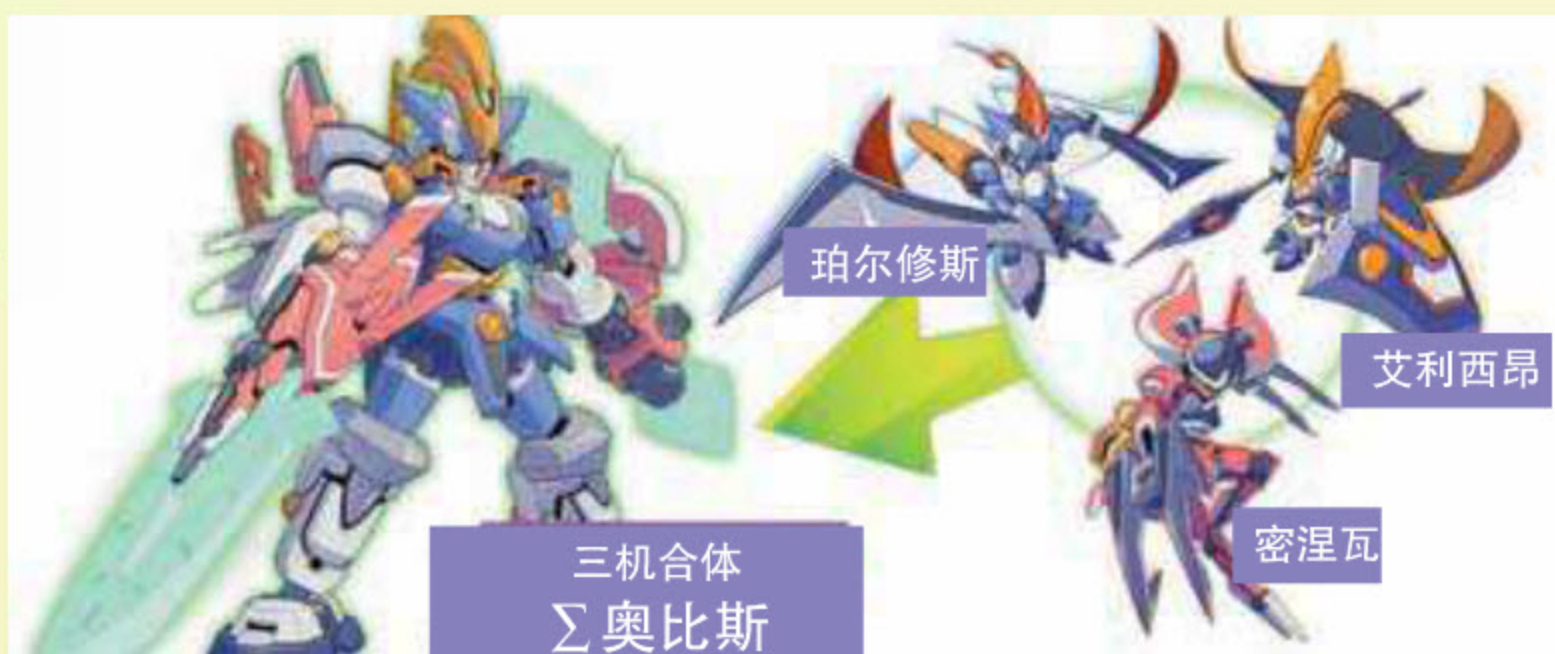 珀尔修斯
艾利西昂
密涅瓦
三机合体
∑奥比斯